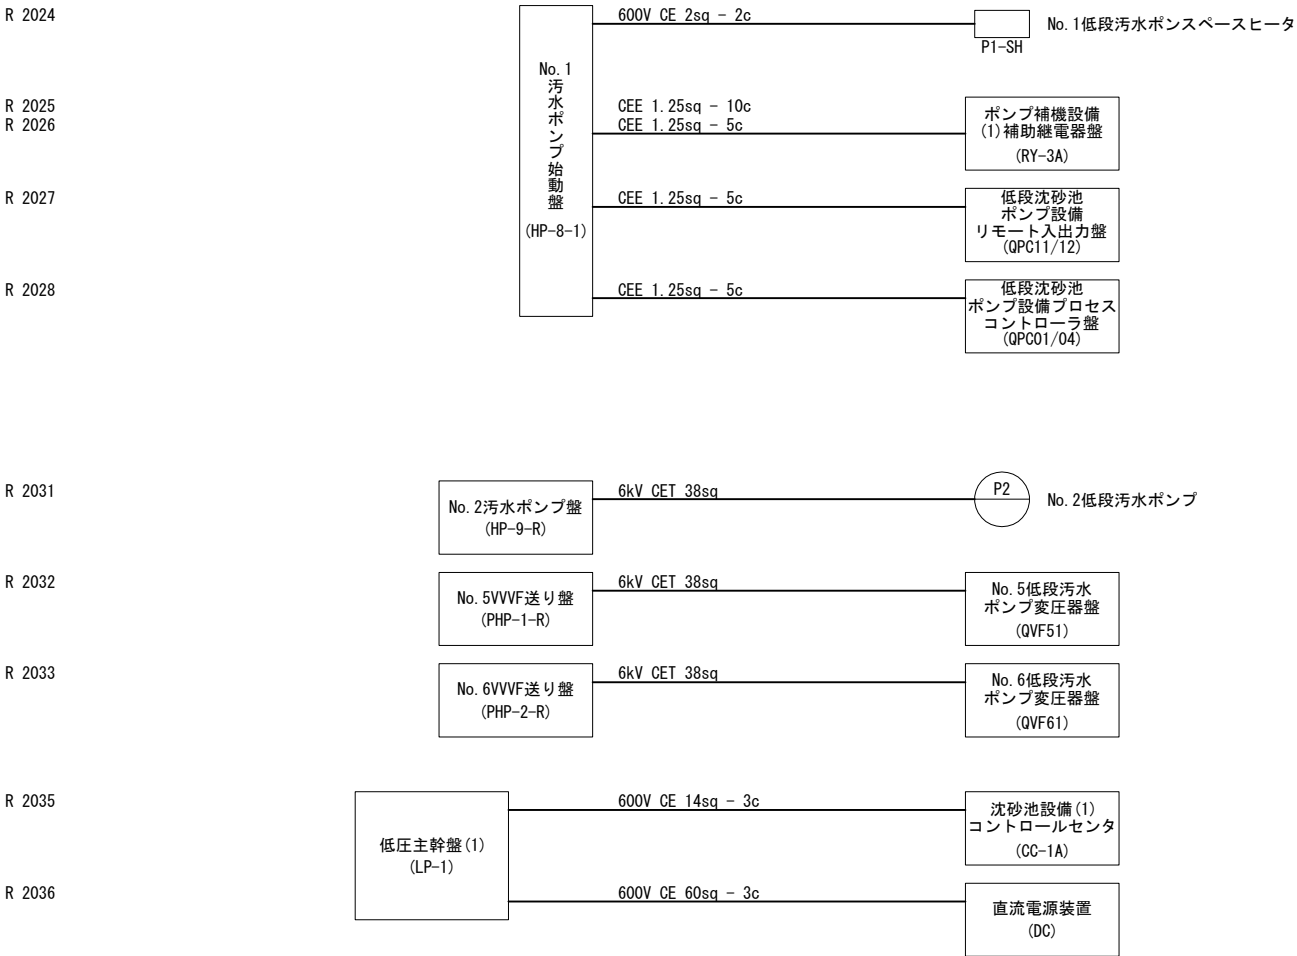 R 2024
600V CE 2sq - 2c
No.1低段汚水ポンスペースヒータ
P1-SH
No.1
汚水ポンプ始動盤
(HP-8-1)
R 2025
CEE 1.25sq - 10c
R 2026
CEE 1.25sq - 5c
ポンプ補機設備
(1)補助継電器盤
(RY-3A)
R 2027
CEE 1.25sq - 5c
低段沈砂池
ポンプ設備
リモート入出力盤
(QPC11/12)
R 2028
CEE 1.25sq - 5c
低段沈砂池
ポンプ設備プロセス
コントローラ盤
(QPC01/04)
R 2031
No.2汚水ポンプ盤
(HP-9-R)
6kV CET 38sq
P2
No.2低段汚水ポンプ
R 2032
No.5VVVF送り盤
(PHP-1-R)
6kV CET 38sq
No.5低段汚水
ポンプ変圧器盤
(QVF51)
R 2033
No.6VVVF送り盤
(PHP-2-R)
6kV CET 38sq
No.6低段汚水
ポンプ変圧器盤
(QVF61)
R 2035
低圧主幹盤(1)
(LP-1)
600V CE 14sq - 3c
沈砂池設備(1)
コントロールセンタ
(CC-1A)
R 2036
600V CE 60sq - 3c
直流電源装置
(DC)